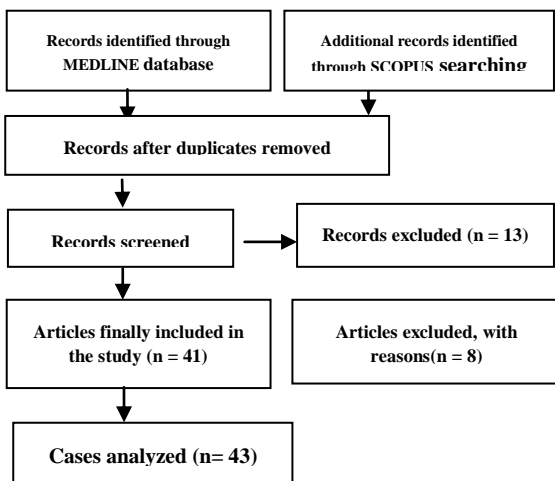 Records identified through
MEDLINE database
Additional records identified
through SCOPUS searching
Records after duplicates removed
Records screened
Records excluded (n = 13)
Articles finally included in
the study (n = 41)
Articles excluded, with
reasons(n = 8)
Cases analyzed (n= 43)